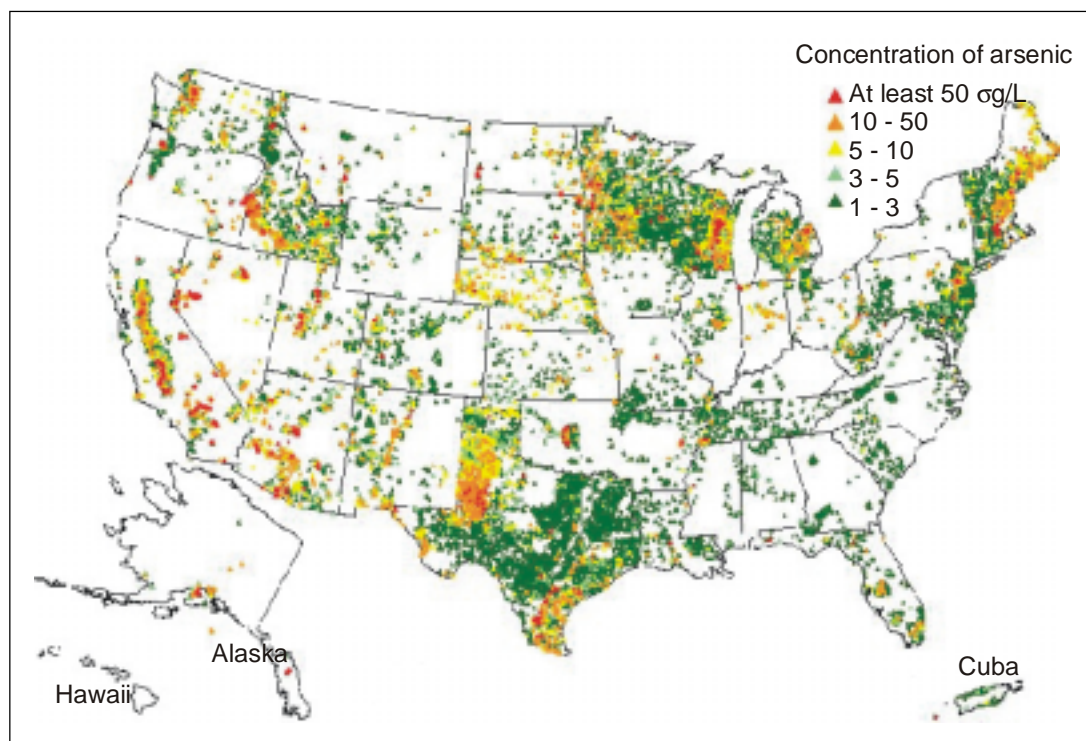 Concentration of arsenic
At least 50 σg/L
10 - 50
5 - 10
3 - 5
1 - 3
Alaska
Hawaii
Cuba